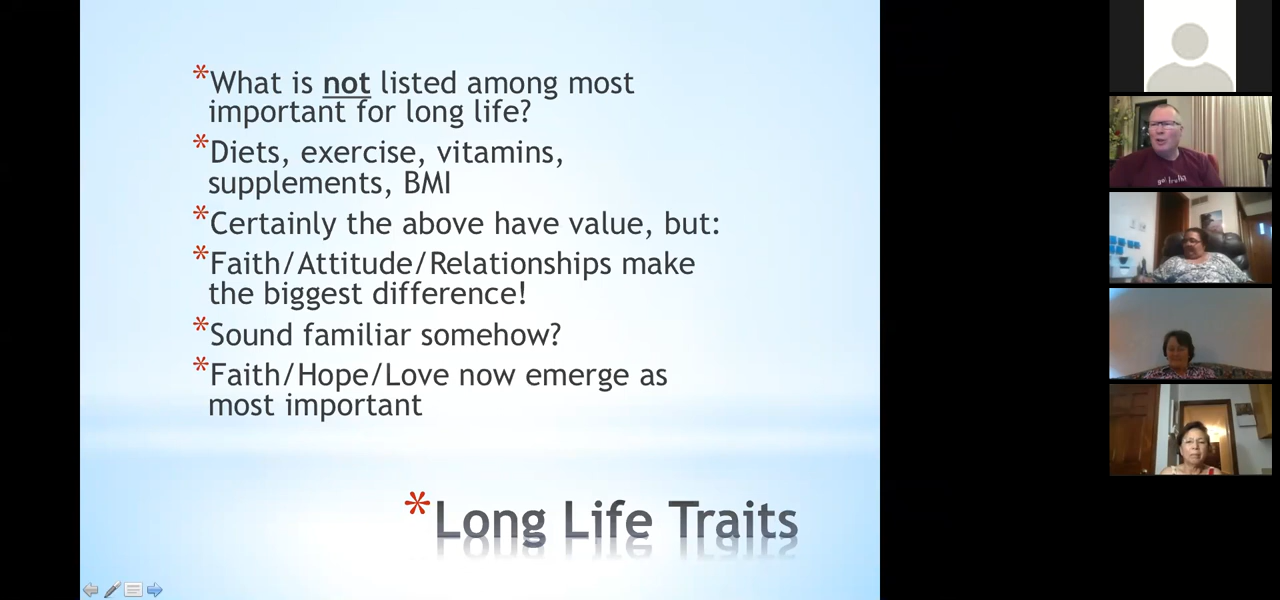 *What is not listed among most
important for long life?
*Diets, exercise, vitamins,
supplements, BMI
*Certainly the above have value, but:
*Faith/Attitude/Relationships make
the biggest difference!
*Sound familiar somehow?
*Faith/Hope/Love now emerge as
most important
*Long Life Traits